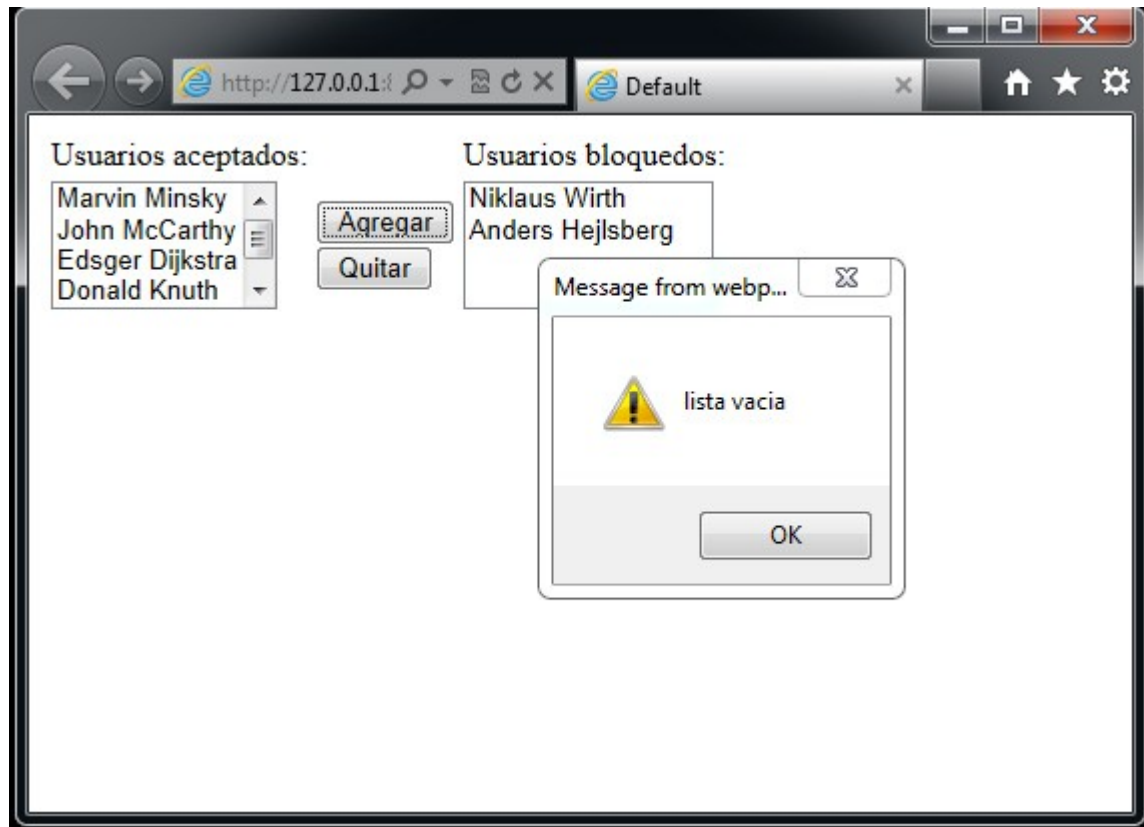 http://127.0.0.1:
Default
Usuarios aceptados:
Marvin Minsky
John McCarthy
Edsger Dijkstra
Donald Knuth
Agregar
Quitar
Usuarios bloquedos:
Niklaus Wirth
Anders Hejlsberg
Message from webp...
lista vacia
OK